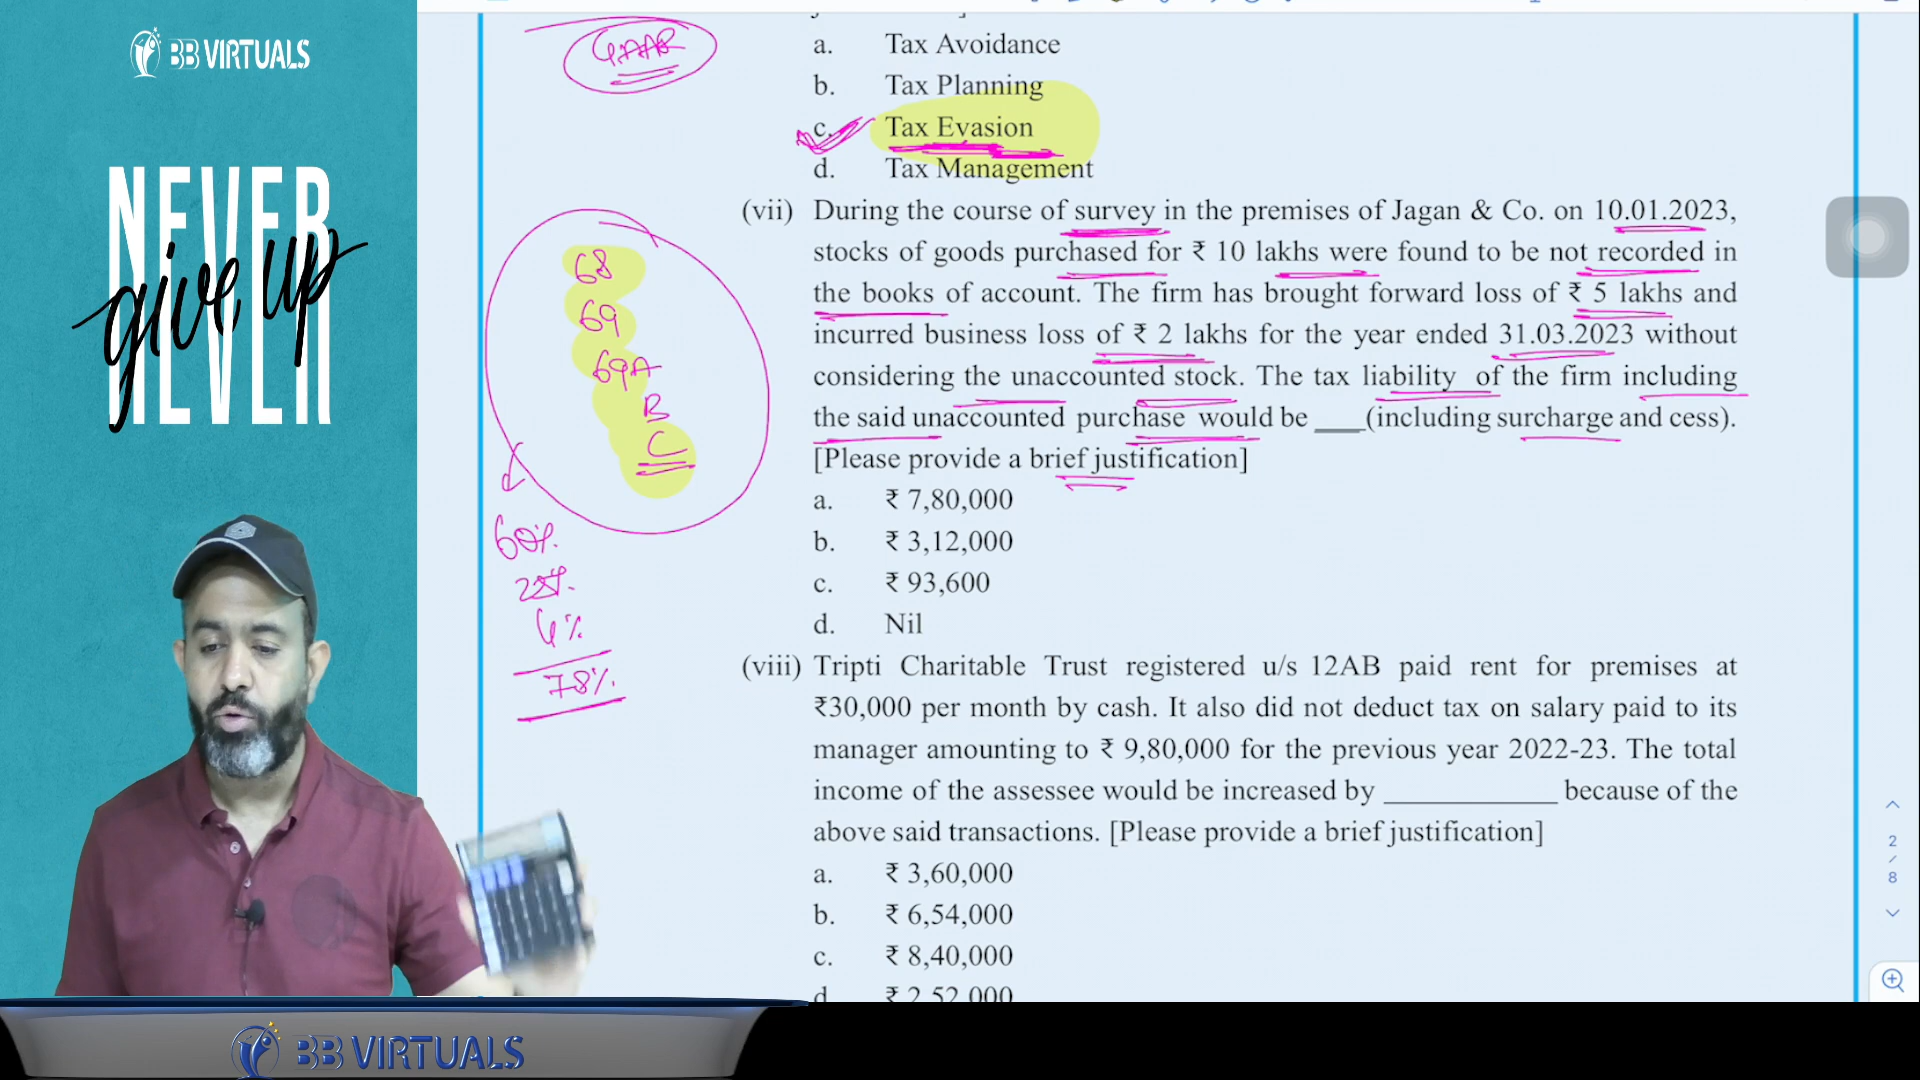 BB VIRTUALS
NEVER
give up
NEVER
GAAR
a. Tax Avoidance
b. Tax Planning
c. Tax Evasion
d. Tax Management
(vii) During the course of survey in the premises of Jagan & Co. on 10.01.2023,
stocks of goods purchased for ₹ 10 lakhs were found to be not recorded in
the books of account. The firm has brought forward loss of ₹ 5 lakhs and
incurred business loss of ₹ 2 lakhs for the year ended 31.03.2023 without
considering the unaccounted stock. The tax liability of the firm including
the said unaccounted purchase would be ___(including surcharge and cess).
[Please provide a brief justification]
a. ₹ 7,80,000
b. ₹ 3,12,000
c. ₹ 93,600
d. Nil
68
69
69A
B
C
60%
25%
4%
78%
(viii) Tripti Charitable Trust registered u/s 12AB paid rent for premises at
₹30,000 per month by cash. It also did not deduct tax on salary paid to its
manager amounting to ₹ 9,80,000 for the previous year 2022-23. The total
income of the assessee would be increased by ____________ because of the
above said transactions. [Please provide a brief justification]
a. ₹ 3,60,000
b. ₹ 6,54,000
c. ₹ 8,40,000
d ₹ 2,52,000
2
/
8
BB VIRTUALS